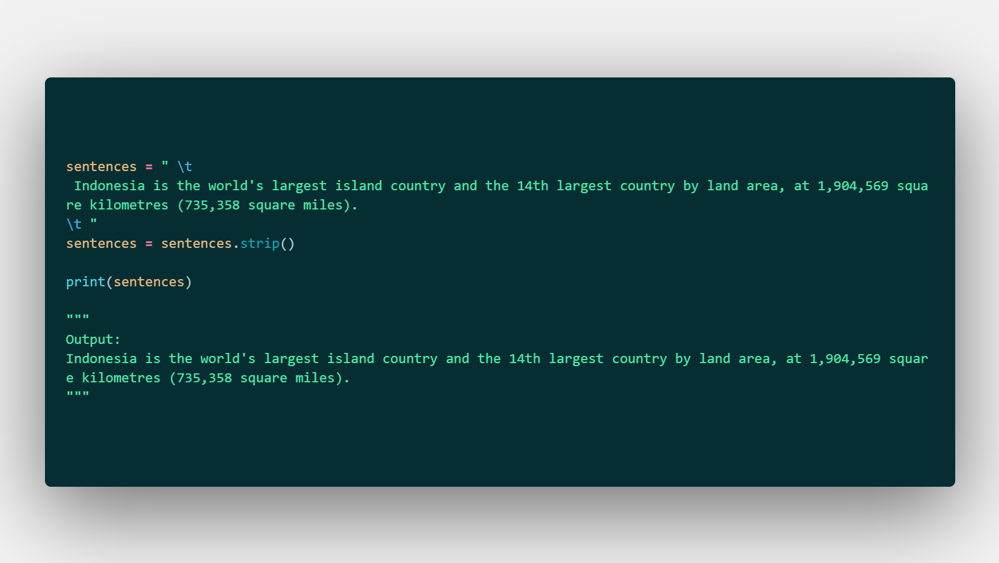 sentences = " \t
 Indonesia is the world's largest island country and the 14th largest country by land area, at 1,904,569 squa
re kilometres (735,358 square miles).
\t "
sentences = sentences.strip()
print(sentences)
"""
Output:
Indonesia is the world's largest island country and the 14th largest country by land area, at 1,904,569 squar
e kilometres (735,358 square miles).
"""